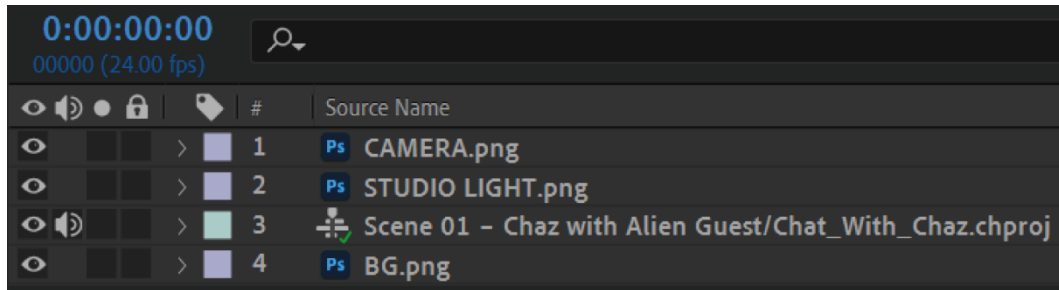 0:00:00:00
00000 (24.00 fps)
# Source Name
1 Ps CAMERA.png
2 Ps STUDIO LIGHT.png
3 Scene 01 – Chaz with Alien Guest/Chat_With_Chaz.chproj
4 Ps BG.png